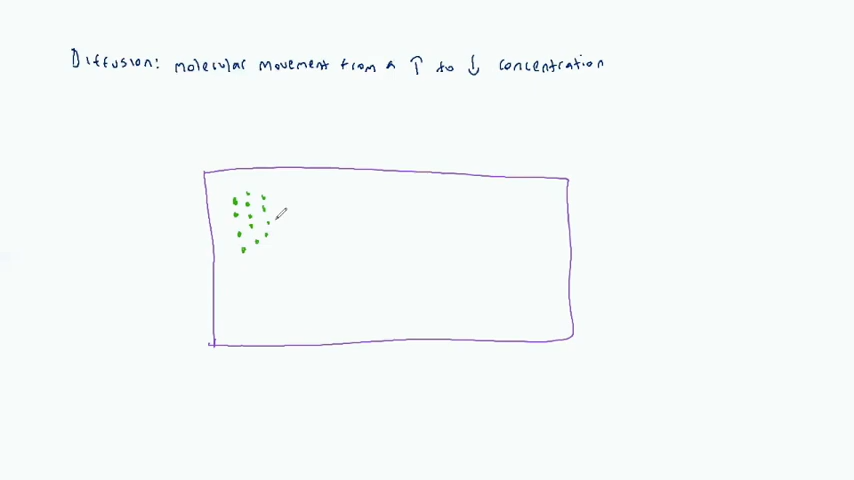 Diffusion: molecular movement from a ↑ to ↓ concentration